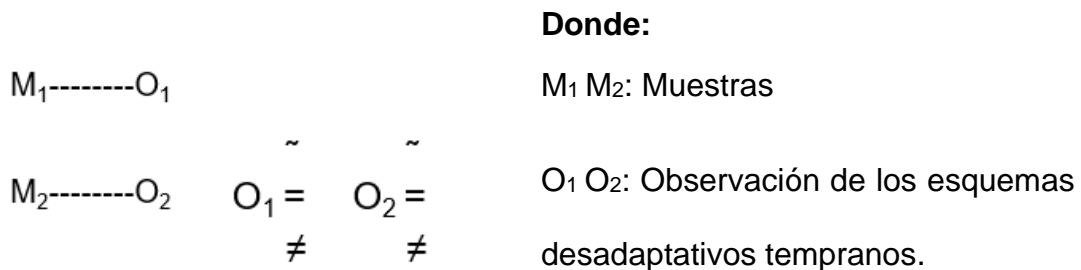 Donde:
M₁--------O₁
M₁ M₂: Muestras
~ ~
M₂--------O₂ O₁ = O₂ =
≠ ≠
O₁ O₂: Observación de los esquemas
desadaptativos tempranos.